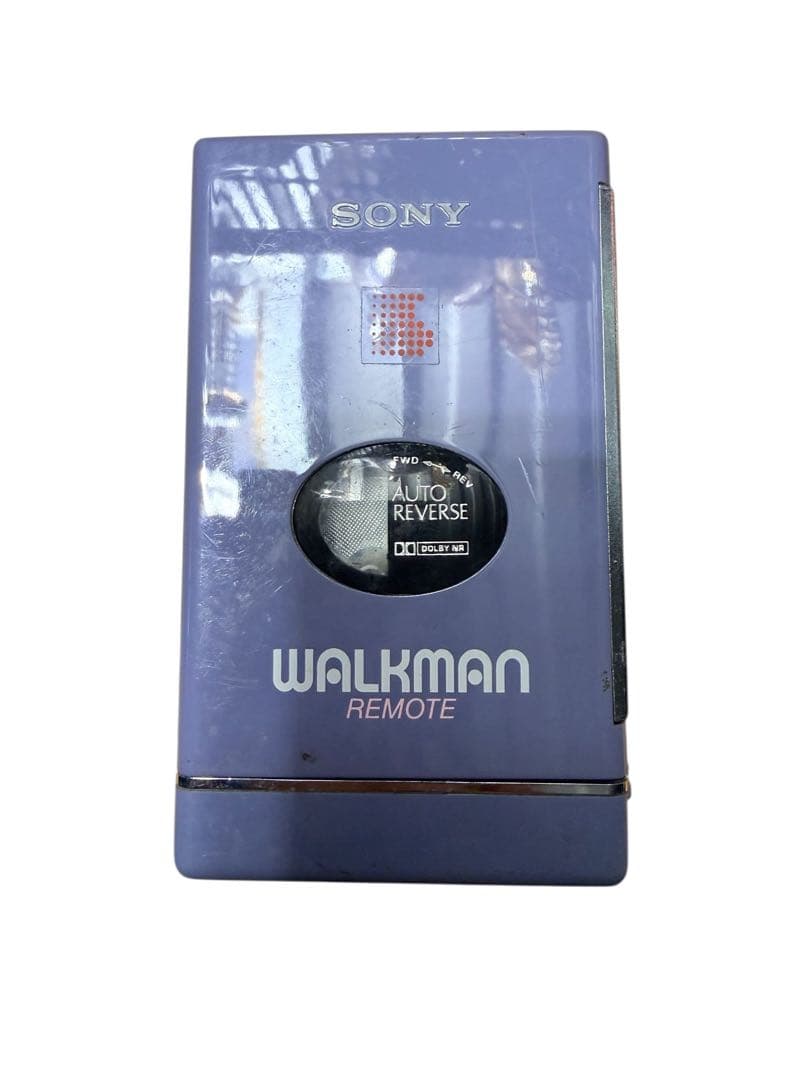 SONY
FWD REV
AUTO
REVERSE
DOLBY NR
WALKMAN
REMOTE